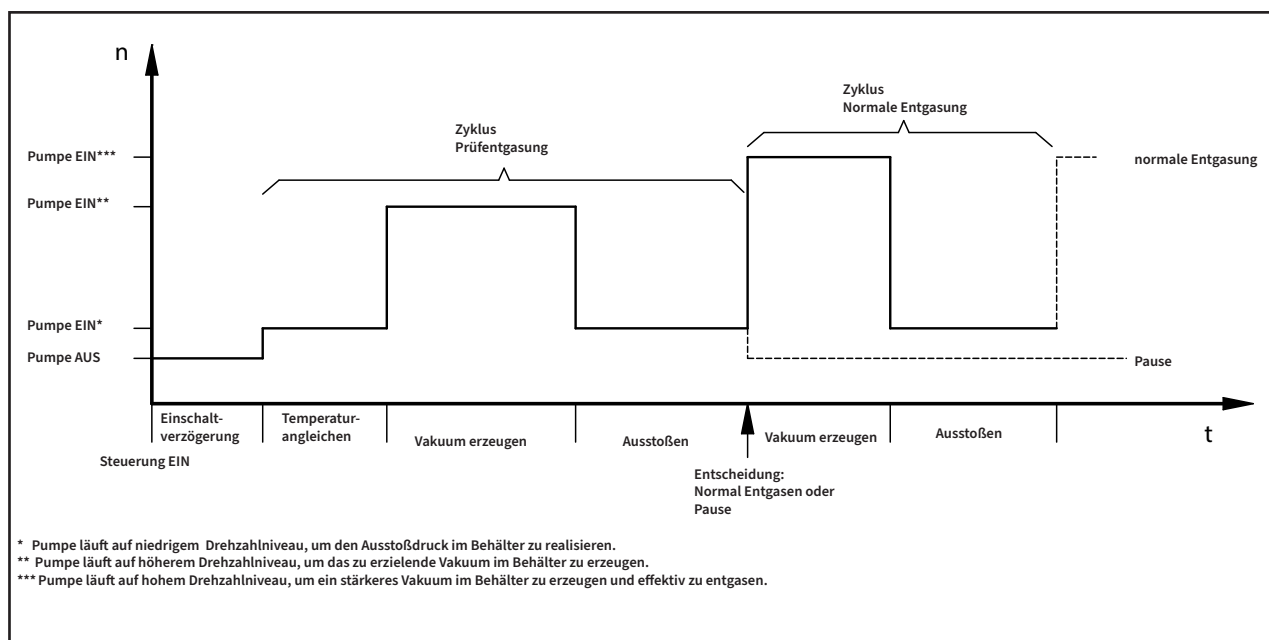 n
Zyklus
Normale Entgasung
Zyklus
Prüfentgasung
Pumpe EIN***
normale Entgasung
Pumpe EIN**
Pumpe EIN*
Pumpe AUS
Pause
Einschalt-
verzögerung
Temperatur-
angleichen
Vakuum erzeugen
Ausstoßen
Vakuum erzeugen
Ausstoßen
t
Steuerung EIN
Entscheidung:
Normal Entgasen oder
Pause
* Pumpe läuft auf niedrigem Drehzahlniveau, um den Ausstoßdruck im Behälter zu realisieren.
** Pumpe läuft auf höherem Drehzahlniveau, um das zu erzielende Vakuum im Behälter zu erzeugen.
*** Pumpe läuft auf hohem Drehzahlniveau, um ein stärkeres Vakuum im Behälter zu erzeugen und effektiv zu entgasen.